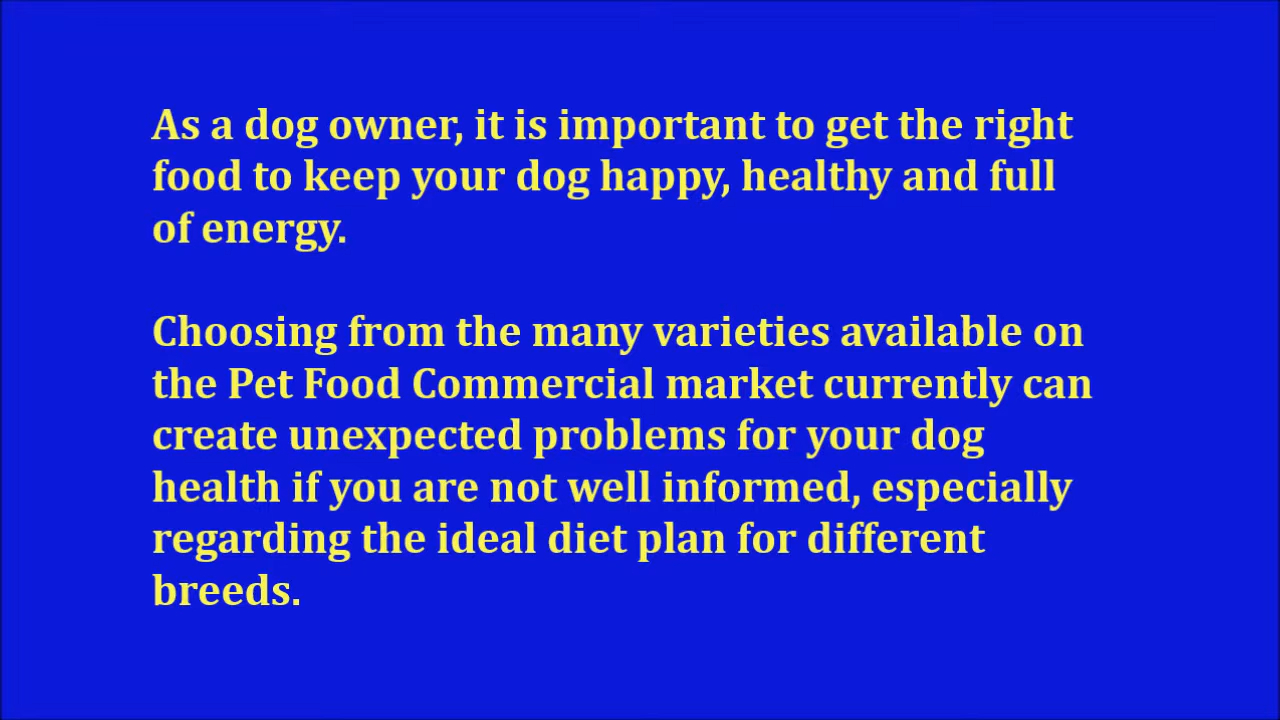 As a dog owner, it is important to get the right
food to keep your dog happy, healthy and full
of energy.
Choosing from the many varieties available on
the Pet Food Commercial market currently can
create unexpected problems for your dog
health if you are not well informed, especially
regarding the ideal diet plan for different
breeds.